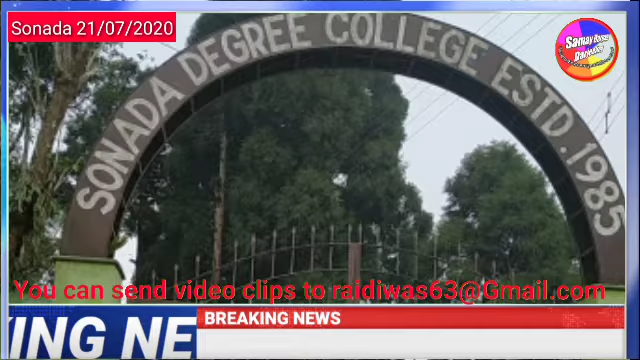 Sonada 21/07/2020
SONADA DEGREE COLLEGE ESTD. 1985
You can send video clips to raidiwas63@Gmail.com
KING NE
BREAKING NEWS